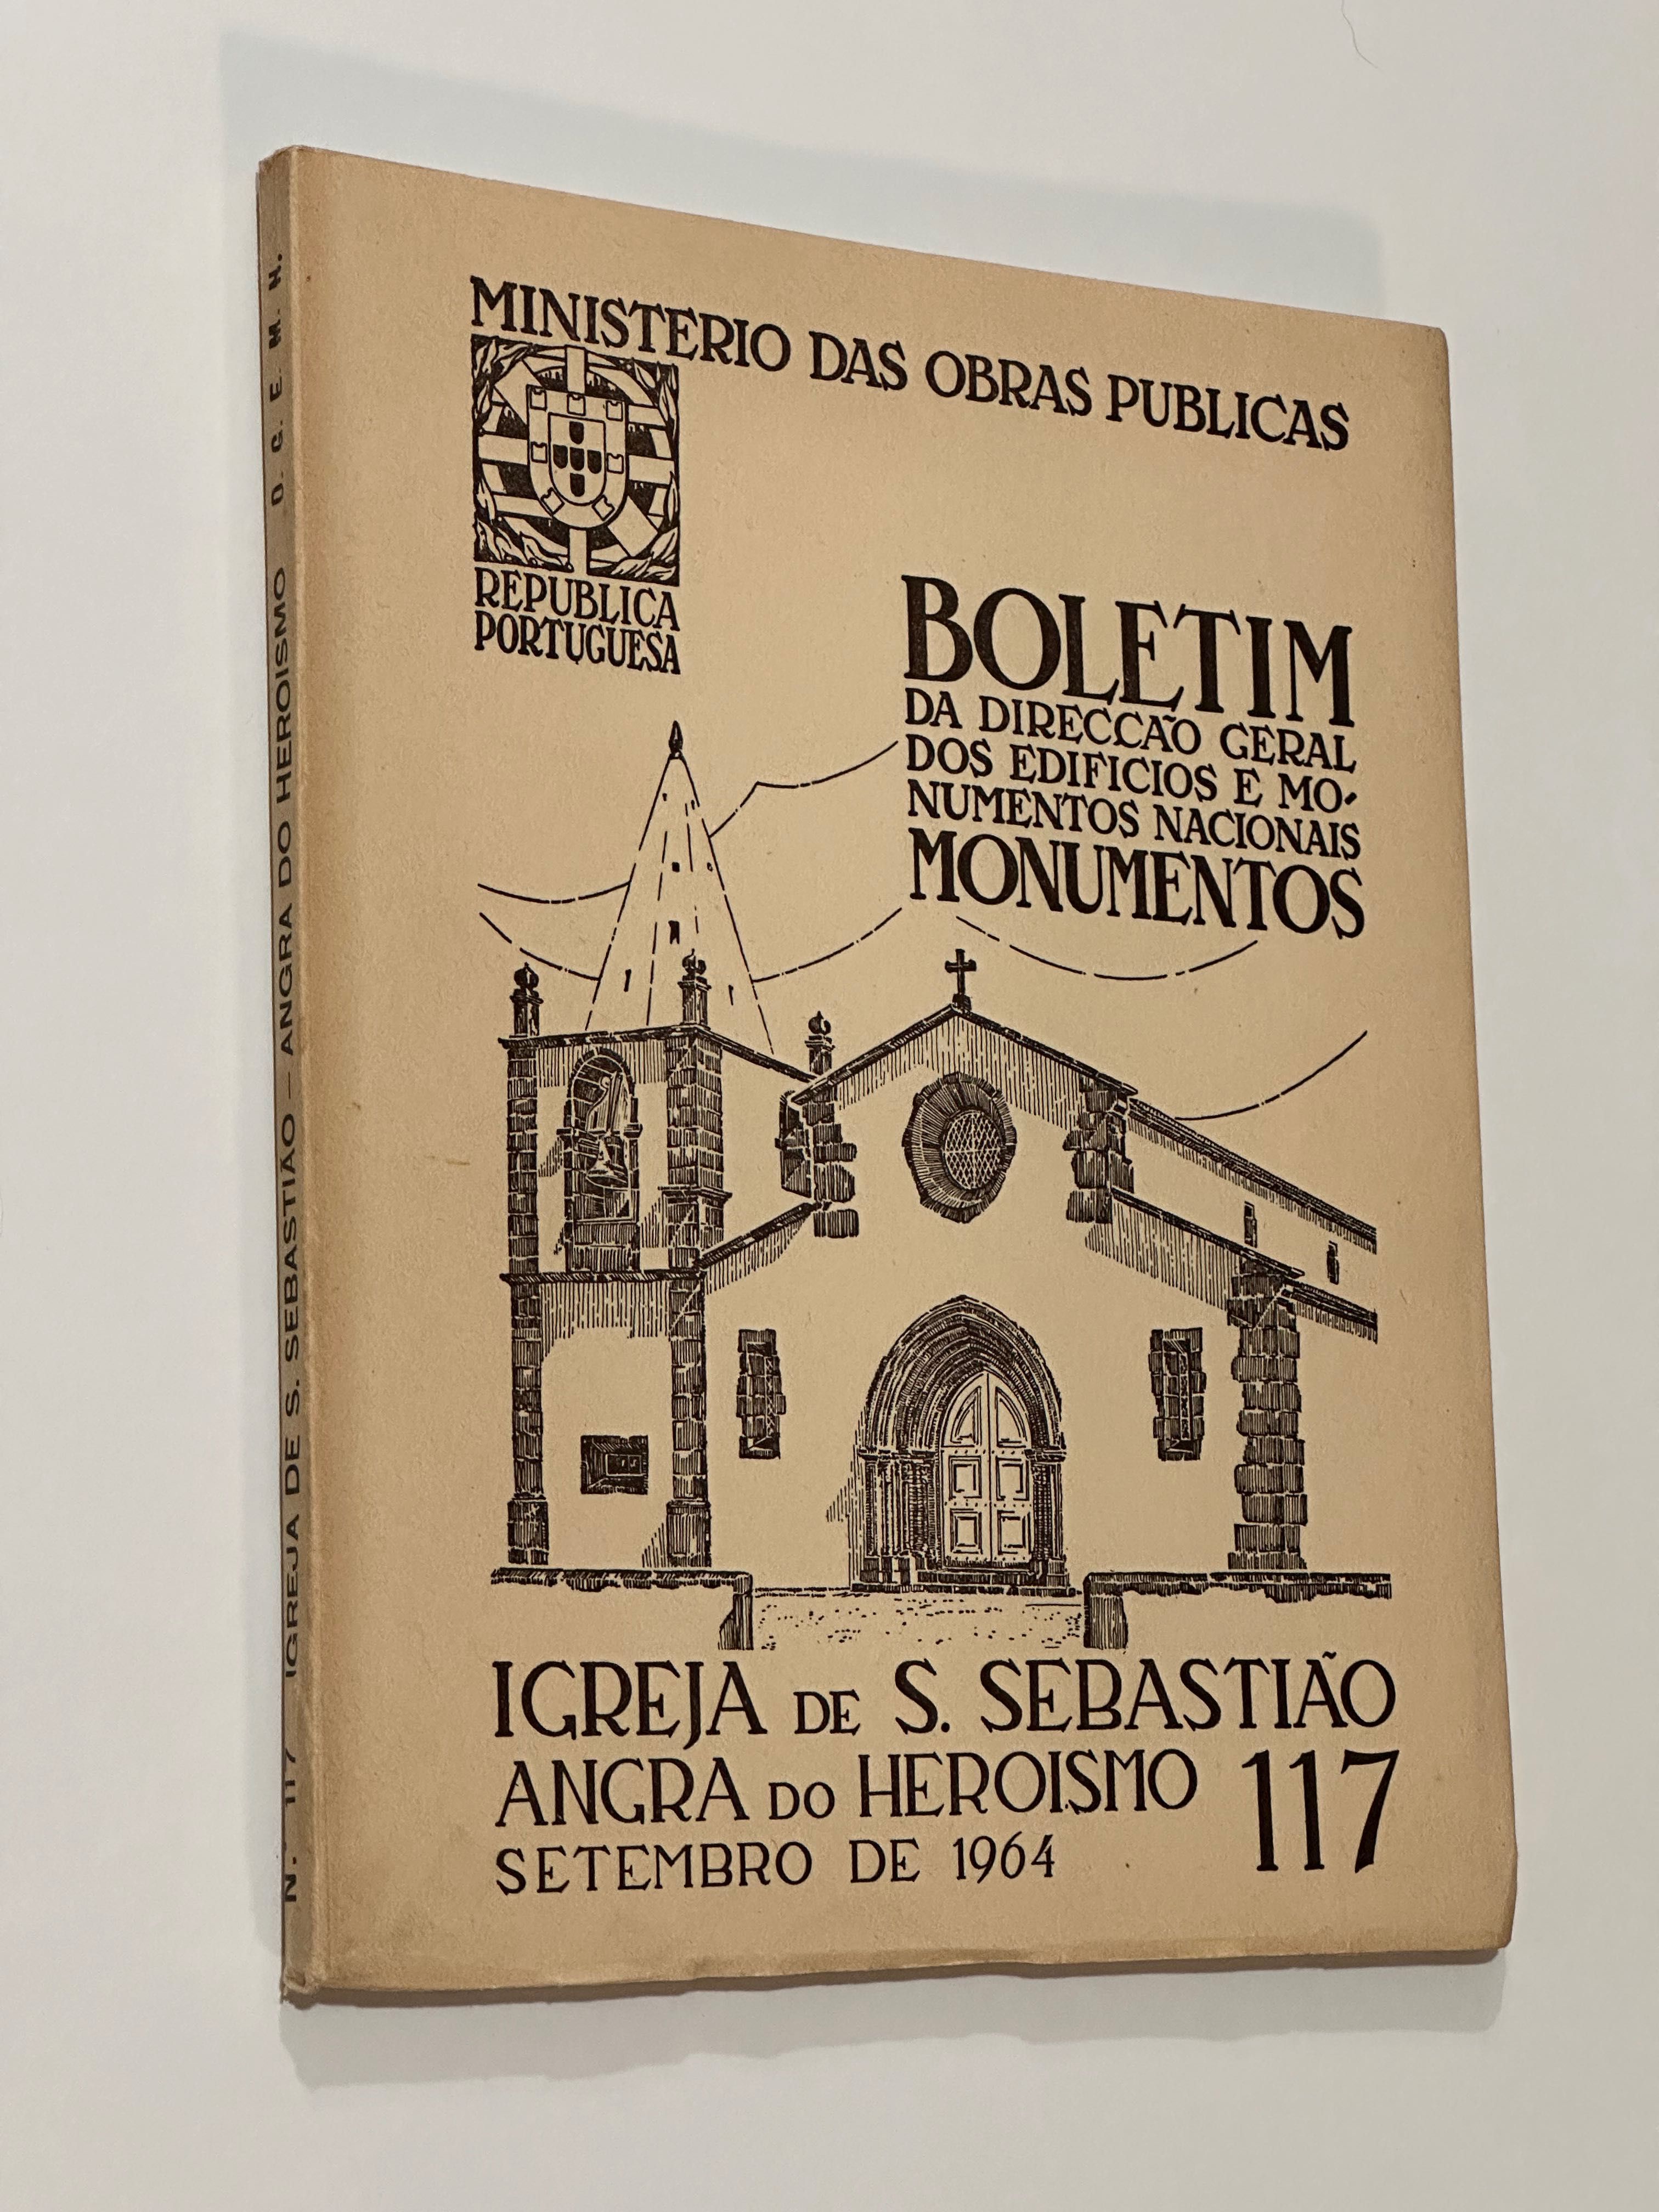 MINISTERIO DAS OBRAS PUBLICAS
REPUBLICA
PORTUGUESA
BOLETIM
DA DIRECCÃO GERAL
DOS EDIFICIOS E MO-
NUMENTOS NACIONAIS
MONUMENTOS
IGREJA DE S. SEBASTIÃO
ANGRA DO HEROISMO 117
SETEMBRO DE 1964
N.º 117 IGREJA DE S. SEBASTIÃO — ANGRA DO HEROISMO D. G. E. M. N.